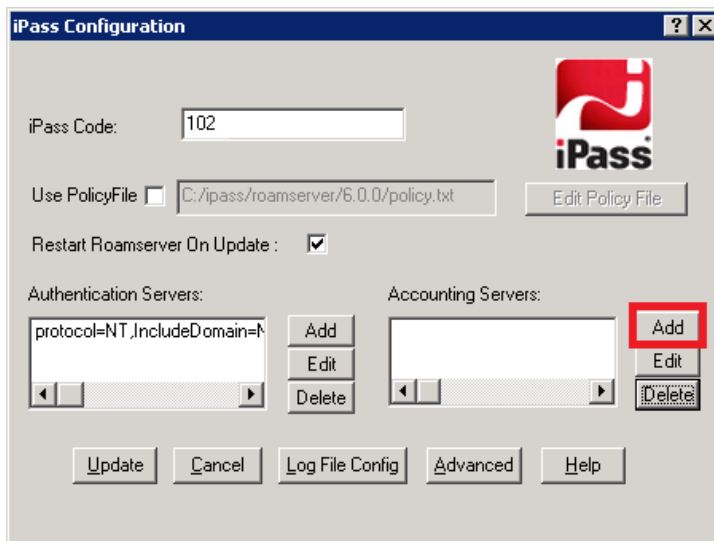 iPass Configuration
? X
iPass Code:
102
iPass
Use PolicyFile
C:/ipass/roamserver/6.0.0/policy.txt
Edit Policy File
Restart Roamserver On Update :
Authentication Servers:
protocol=NT,IncludeDomain=N
Add
Edit
Delete
Accounting Servers:
Add
Edit
Delete
Update
Cancel
Log File Config
Advanced
Help